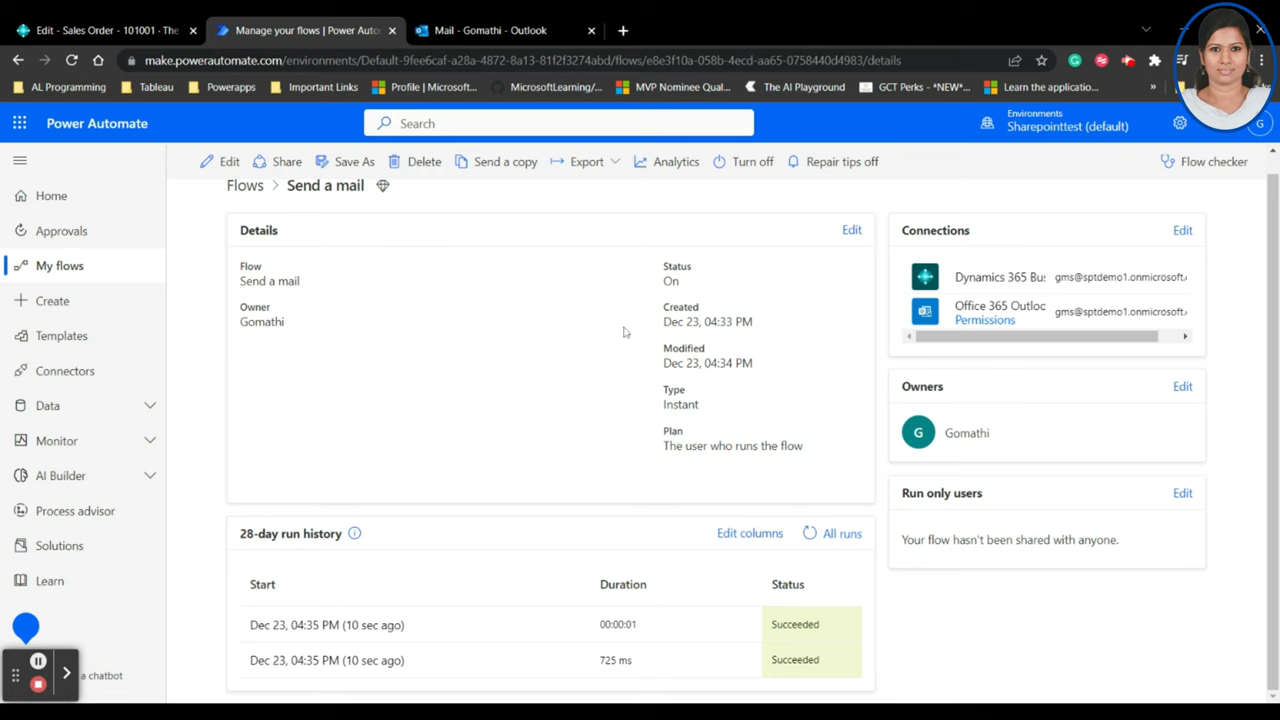 Edit - Sales Order - 101001 - The
Manage your flows | Power Auto
Mail - Gomathi - Outlook
make.powerautomate.com/environments/Default-9fee6caf-a28a-4872-8a13-81f2f3274abd/flows/e8e3f10a-058b-4ecd-aa65-0758440d4983/details
AI Programming
Tableau
Powerapps
Important Links
Profile | Microsoft...
MicrosoftLearning/...
MVP Nominee Qual...
The AI Playground
GCT Perks - *NEW*...
Learn the applicatio...
Power Automate
Search
Environments
Sharepointtest (default)
G
Edit
Share
Save As
Delete
Send a copy
Export
Analytics
Turn off
Repair tips off
Flow checker
Home
Approvals
My flows
Create
Templates
Connectors
Data
Monitor
AI Builder
Process advisor
Solutions
Learn
a chatbot
Flows > Send a mail
Details
Edit
Flow
Send a mail
Owner
Gomathi
Status
On
Created
Dec 23, 04:33 PM
Modified
Dec 23, 04:34 PM
Type
Instant
Plan
The user who runs the flow
28-day run history
Edit columns
All runs
Start Duration Status
Dec 23, 04:35 PM (10 sec ago) 00:00:01 Succeeded
Dec 23, 04:35 PM (10 sec ago) 725 ms Succeeded
Connections
Edit
Dynamics 365 Bu: gms@sptdemo1.onmicrosoft.
Office 365 Outloc gms@sptdemo1.onmicrosoft.
Permissions
Owners
Edit
G Gomathi
Run only users
Edit
Your flow hasn't been shared with anyone.